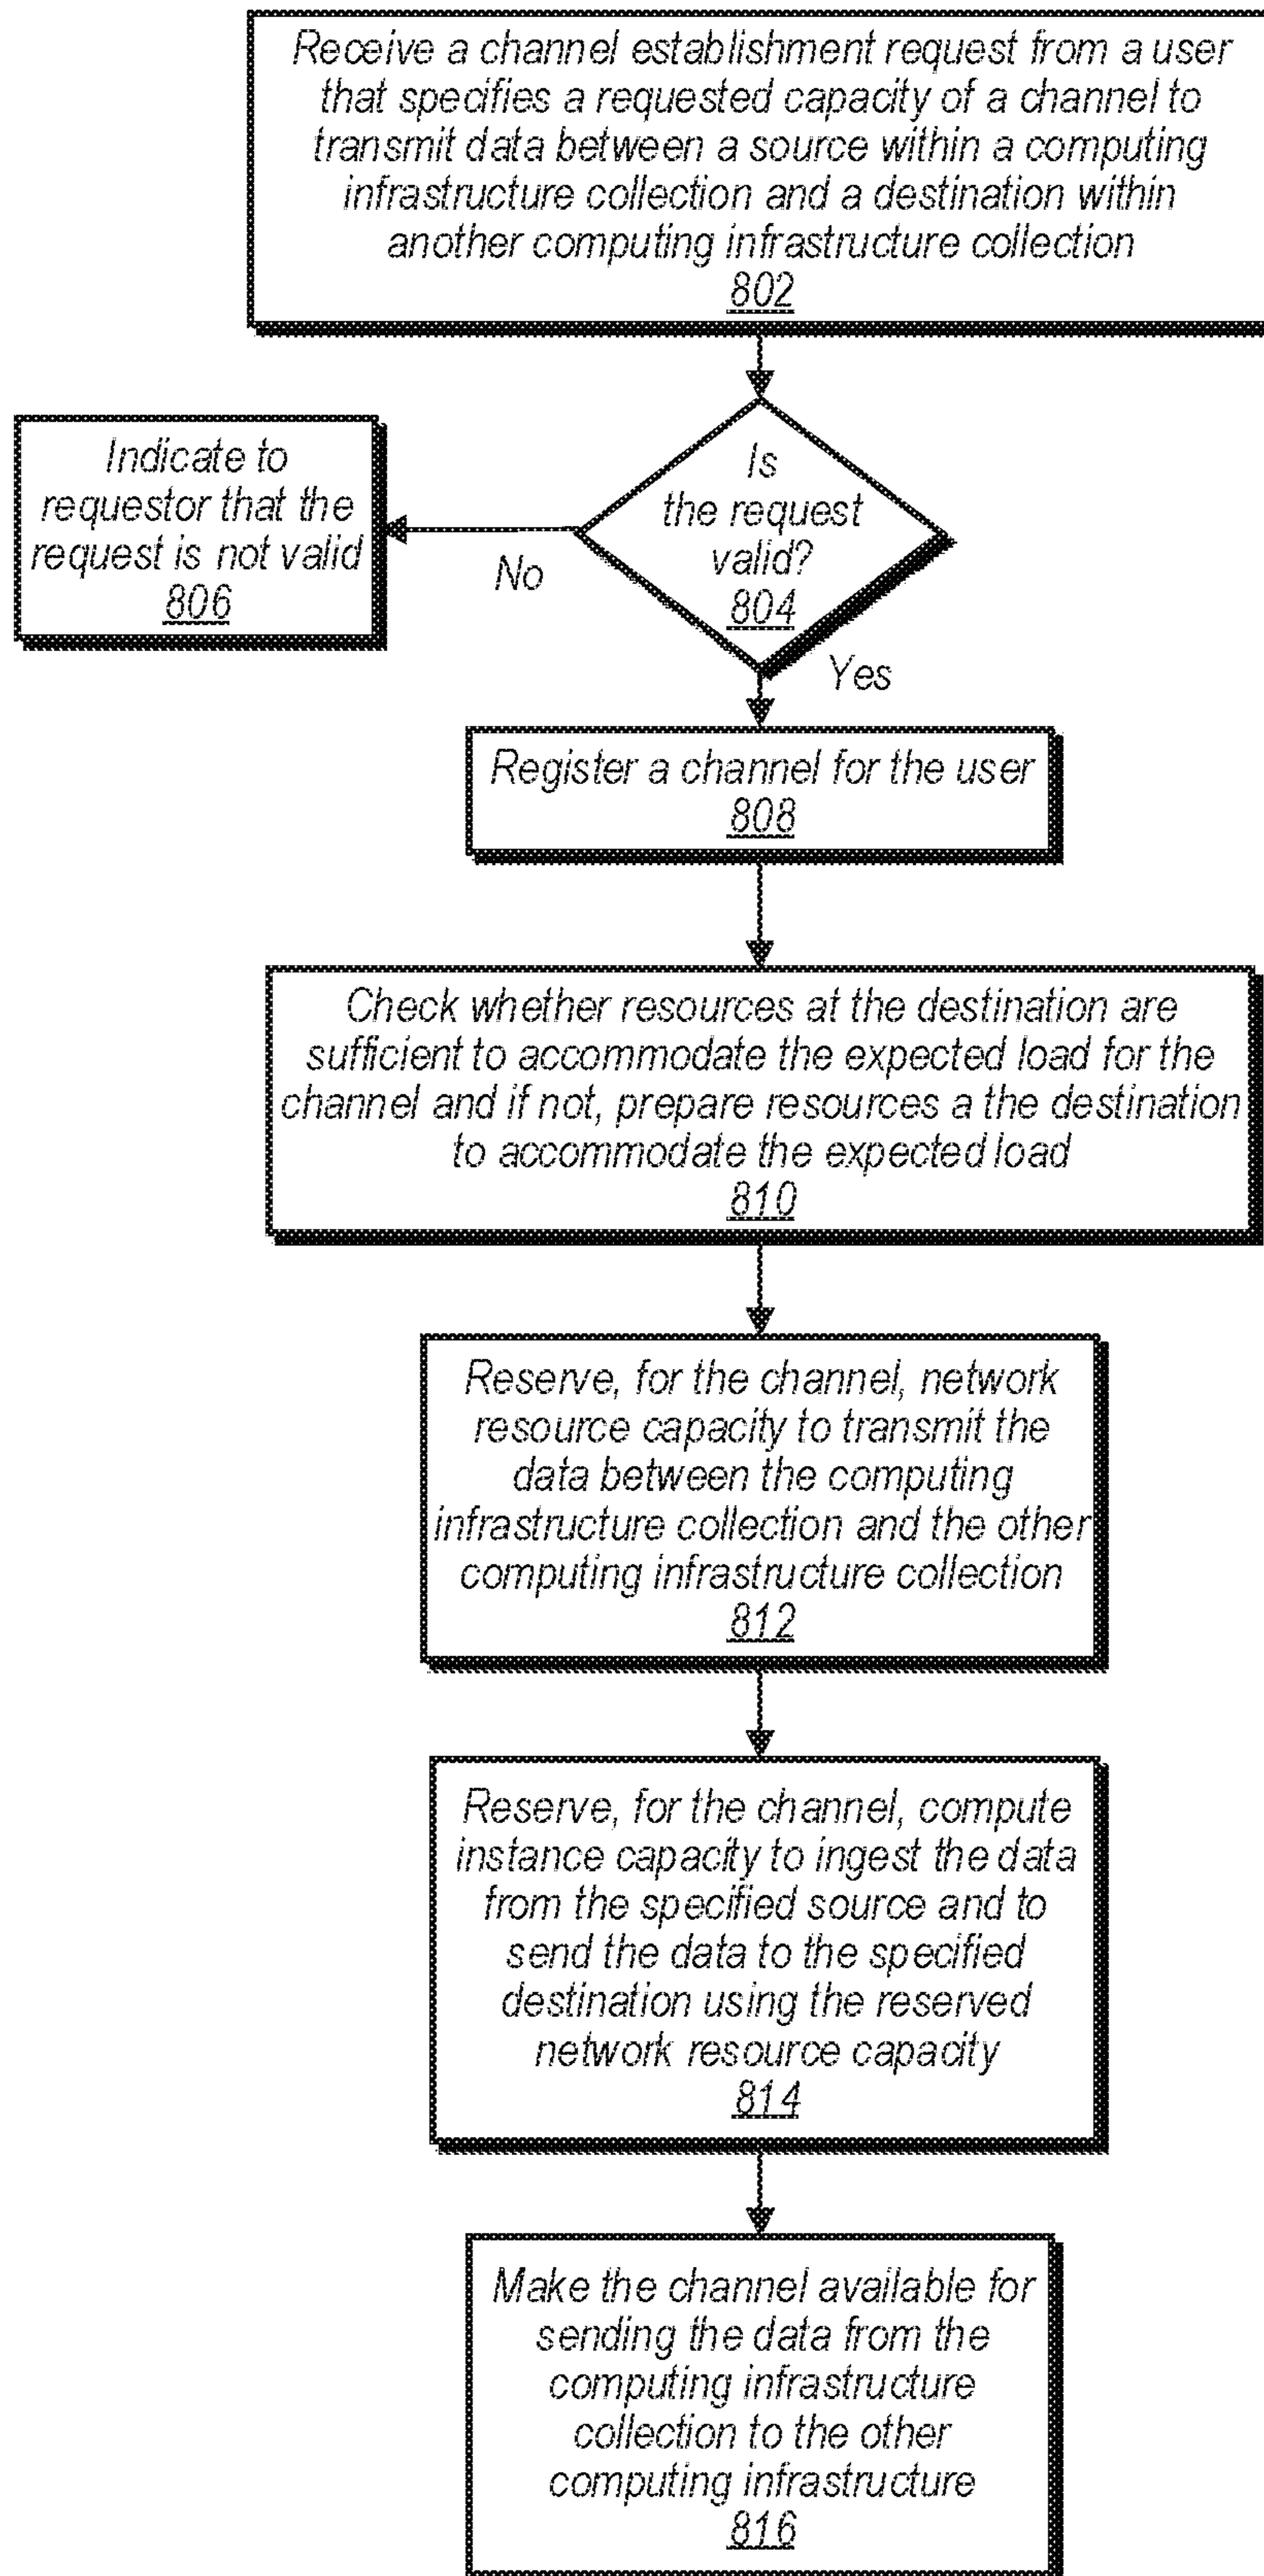 Receive a channel establishment request from a user
that specifies a requested capacity of a channel to
transmit data between a source within a computing
infrastructure collection and a destination within
another computing infrastructure collection
802
Is
the request
valid?
804
No
Indicate to
requestor that the
request is not valid
806
Yes
Register a channel for the user
808
Check whether resources at the destination are
sufficient to accommodate the expected load for the
channel and if not, prepare resources a the destination
to accommodate the expected load
810
Reserve, for the channel, network
resource capacity to transmit the
data between the computing
infrastructure collection and the other
computing infrastructure collection
812
Reserve, for the channel, compute
instance capacity to ingest the data
from the specified source and to
send the data to the specified
destination using the reserved
network resource capacity
814
Make the channel available for
sending the data from the
computing infrastructure
collection to the other
computing infrastructure
816